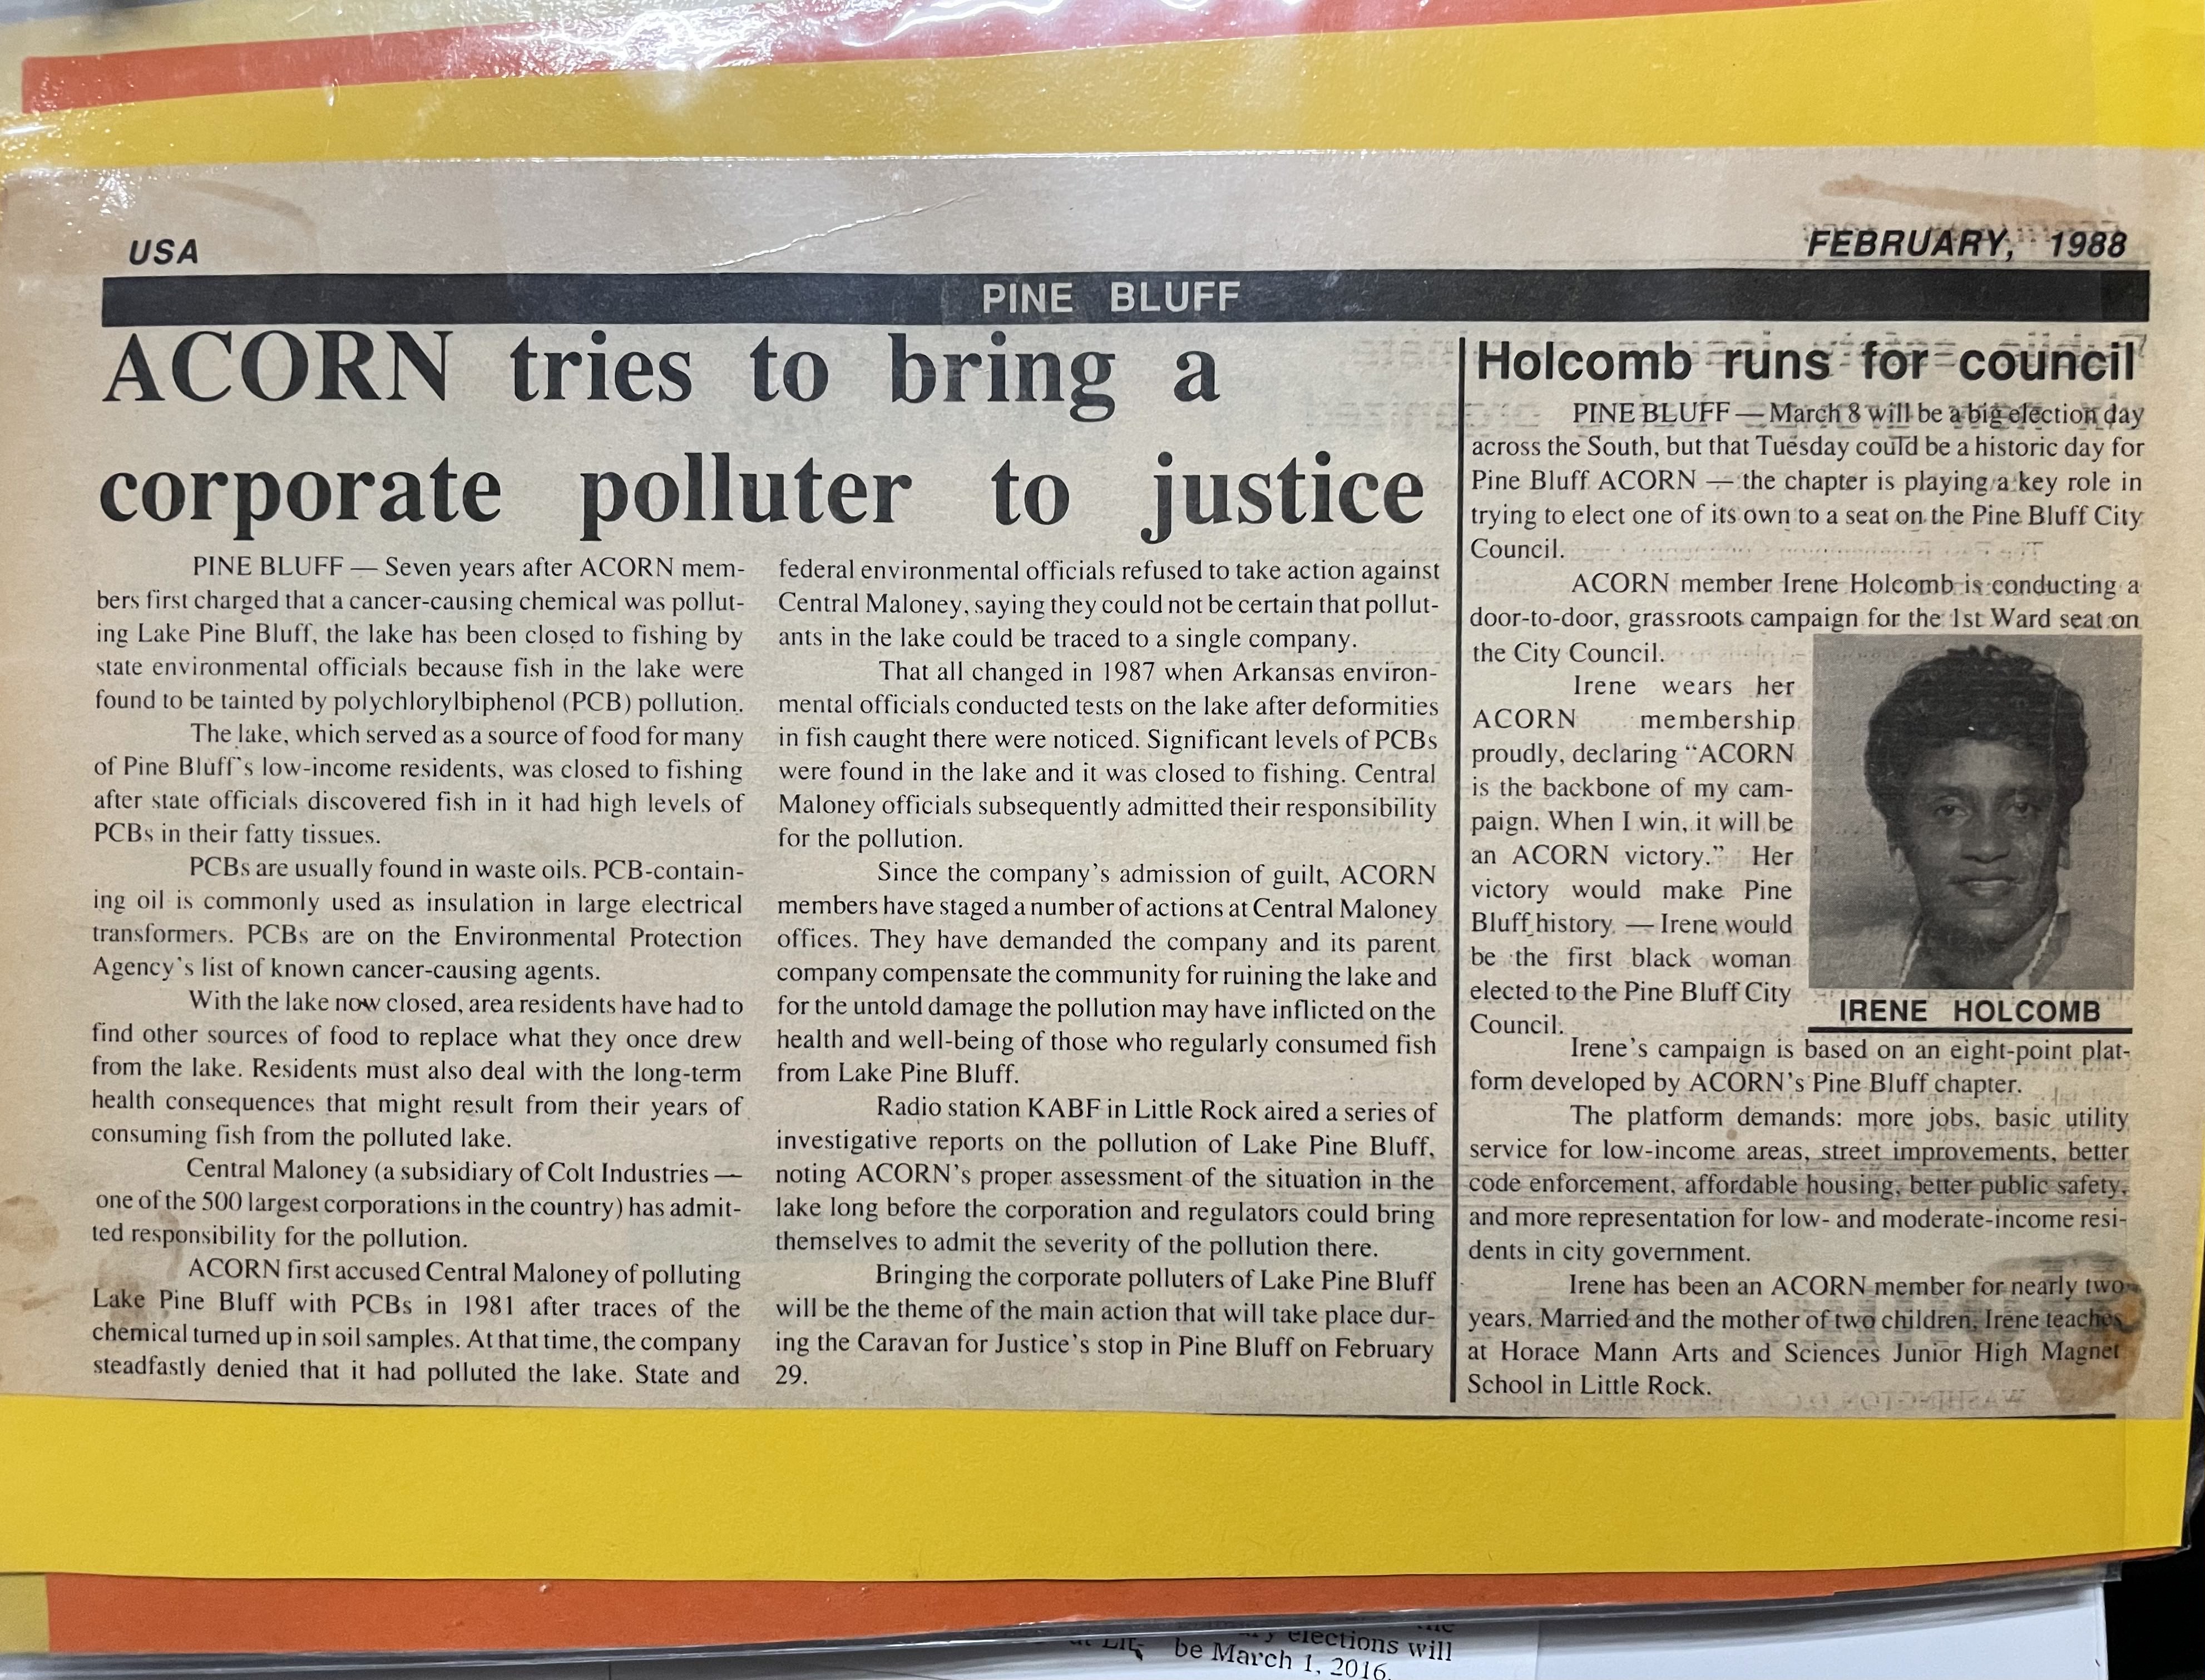 USA
FEBRUARY, 1988
PINE BLUFF
ACORN tries to bring a
corporate polluter to justice
PINE BLUFF — Seven years after ACORN mem-
bers first charged that a cancer-causing chemical was pollut-
ing Lake Pine Bluff, the lake has been closed to fishing by
state environmental officials because fish in the lake were
found to be tainted by polychlorylbiphenol (PCB) pollution.
The lake, which served as a source of food for many
of Pine Bluff's low-income residents, was closed to fishing
after state officials discovered fish in it had high levels of
PCBs in their fatty tissues.
PCBs are usually found in waste oils. PCB-contain-
ing oil is commonly used as insulation in large electrical
transformers. PCBs are on the Environmental Protection
Agency's list of known cancer-causing agents.
With the lake now closed, area residents have had to
find other sources of food to replace what they once drew
from the lake. Residents must also deal with the long-term
health consequences that might result from their years of
consuming fish from the polluted lake.
Central Maloney (a subsidiary of Colt Industries —
one of the 500 largest corporations in the country) has admit-
ted responsibility for the pollution.
ACORN first accused Central Maloney of polluting
Lake Pine Bluff with PCBs in 1981 after traces of the
chemical turned up in soil samples. At that time, the company
steadfastly denied that it had polluted the lake. State and
federal environmental officials refused to take action against
Central Maloney, saying they could not be certain that pollut-
ants in the lake could be traced to a single company.
That all changed in 1987 when Arkansas environ-
mental officials conducted tests on the lake after deformities
in fish caught there were noticed. Significant levels of PCBs
were found in the lake and it was closed to fishing. Central
Maloney officials subsequently admitted their responsibility
for the pollution.
Since the company's admission of guilt, ACORN
members have staged a number of actions at Central Maloney
offices. They have demanded the company and its parent
company compensate the community for ruining the lake and
for the untold damage the pollution may have inflicted on the
health and well-being of those who regularly consumed fish
from Lake Pine Bluff.
Radio station KABF in Little Rock aired a series of
investigative reports on the pollution of Lake Pine Bluff,
noting ACORN's proper assessment of the situation in the
lake long before the corporation and regulators could bring
themselves to admit the severity of the pollution there.
Bringing the corporate polluters of Lake Pine Bluff
will be the theme of the main action that will take place dur-
ing the Caravan for Justice's stop in Pine Bluff on February
29.
Holcomb runs for council
PINE BLUFF — March 8 will be a big election day
across the South, but that Tuesday could be a historic day for
Pine Bluff ACORN — the chapter is playing a key role in
trying to elect one of its own to a seat on the Pine Bluff City
Council.
ACORN member Irene Holcomb is conducting a
door-to-door, grassroots campaign for the 1st Ward seat on
the City Council.
Irene wears her
ACORN membership
proudly, declaring "ACORN
is the backbone of my cam-
paign. When I win, it will be
an ACORN victory." Her
victory would make Pine
Bluff history — Irene would
be the first black woman
elected to the Pine Bluff City
Council.
IRENE HOLCOMB
Irene's campaign is based on an eight-point plat-
form developed by ACORN's Pine Bluff chapter.
The platform demands: more jobs, basic utility
service for low-income areas, street improvements, better
code enforcement, affordable housing, better public safety,
and more representation for low- and moderate-income resi-
dents in city government.
Irene has been an ACORN member for nearly two
years. Married and the mother of two children, Irene teaches
at Horace Mann Arts and Sciences Junior High Magnet
School in Little Rock.
elections will
be March 1, 2016.